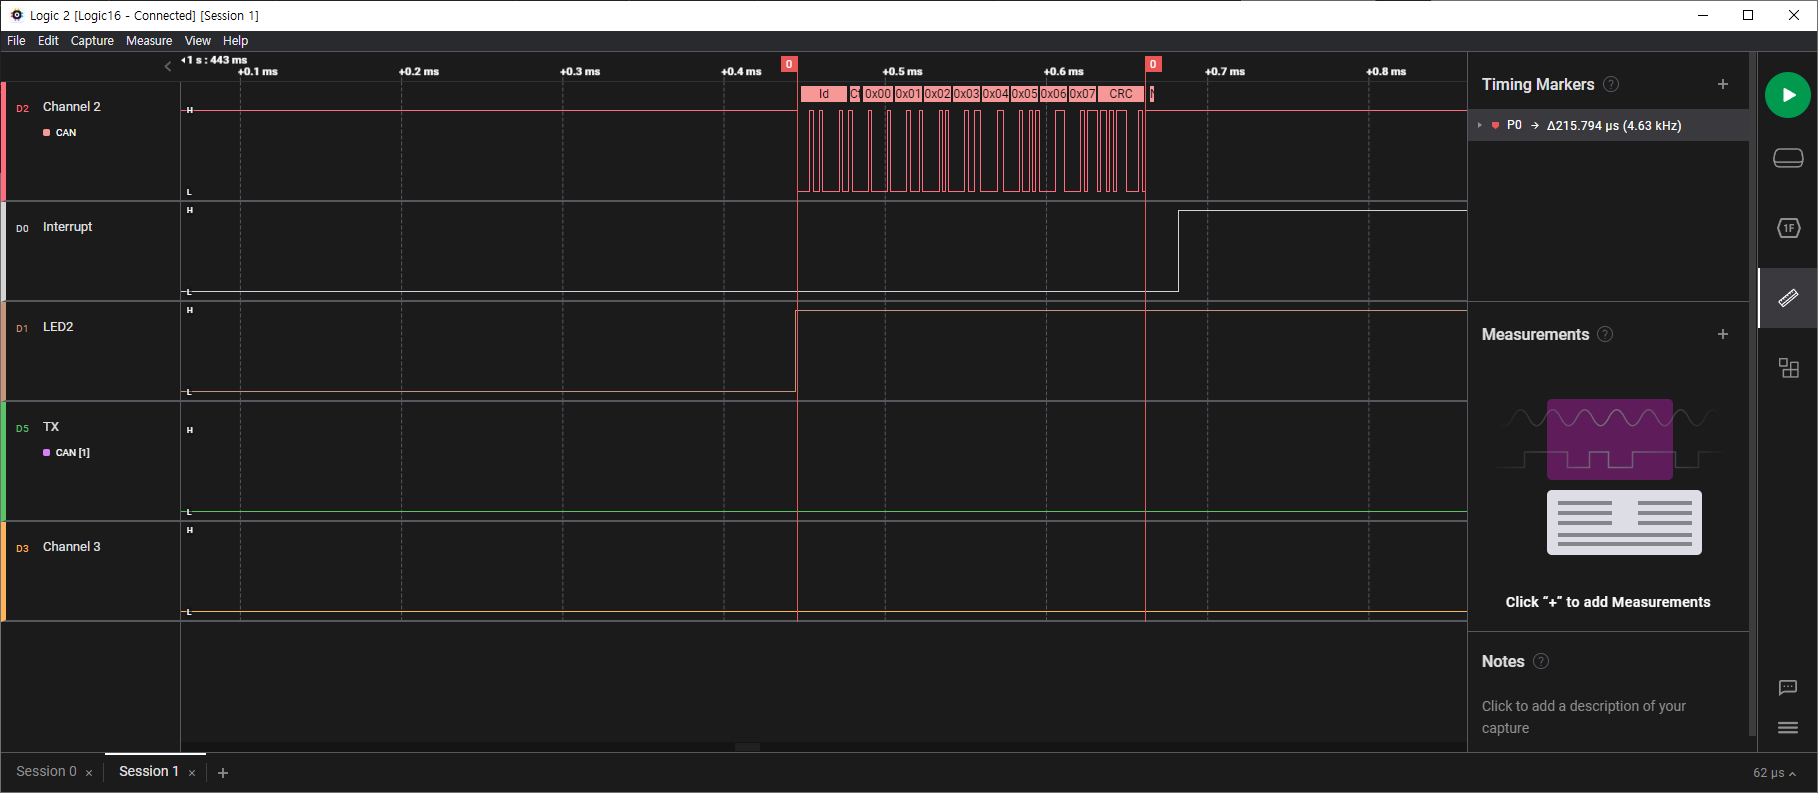 Logic 2 [Logic16 - Connected] [Session 1]
File Edit Capture Measure View Help
1 s : 443 ms
+0.1 ms +0.2 ms +0.3 ms +0.4 ms 0 +0.5 ms +0.6 ms 0 +0.7 ms +0.8 ms
Timing Markers ? +
P0 → Δ215.794 µs (4.63 kHz)
D2 Channel 2
CAN
H
L
Id 0x00 0x01 0x02 0x03 0x04 0x05 0x06 0x07 CRC
D0 Interrupt
H
L
1F
D1 LED2
H
L
Measurements ? +
D5 TX
CAN [1]
H
L
D3 Channel 3
H
L
Click “+” to add Measurements
Notes ?
Click to add a description of your
capture
Session 0 × Session 1 × +
62 µs